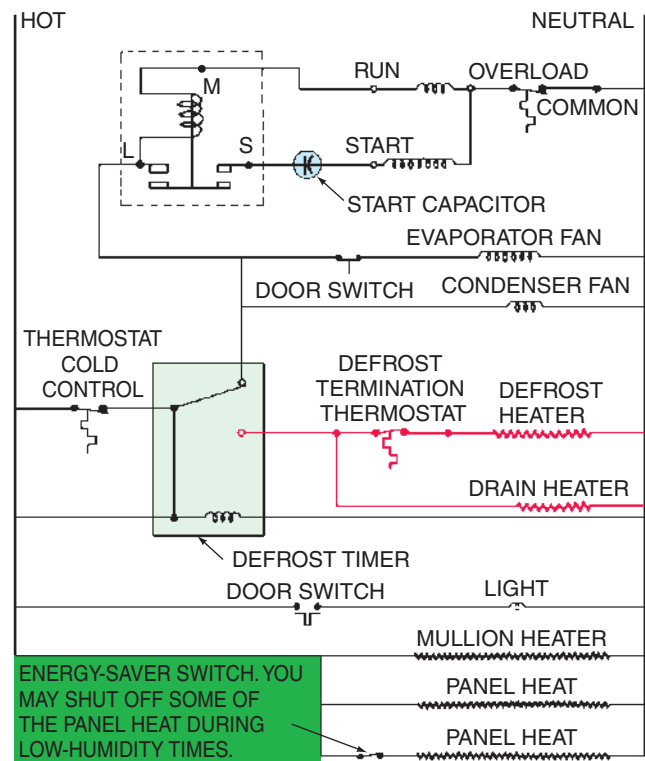 HOT
NEUTRAL
RUN
OVERLOAD
M
COMMON
L
S
START
K
START CAPACITOR
EVAPORATOR FAN
DOOR SWITCH
CONDENSER FAN
THERMOSTAT
COLD
CONTROL
DEFROST
TERMINATION
THERMOSTAT
DEFROST
HEATER
DRAIN HEATER
DEFROST TIMER
DOOR SWITCH
LIGHT
MULLION HEATER
ENERGY-SAVER SWITCH. YOU
MAY SHUT OFF SOME OF
THE PANEL HEAT DURING
LOW-HUMIDITY TIMES.
PANEL HEAT
PANEL HEAT